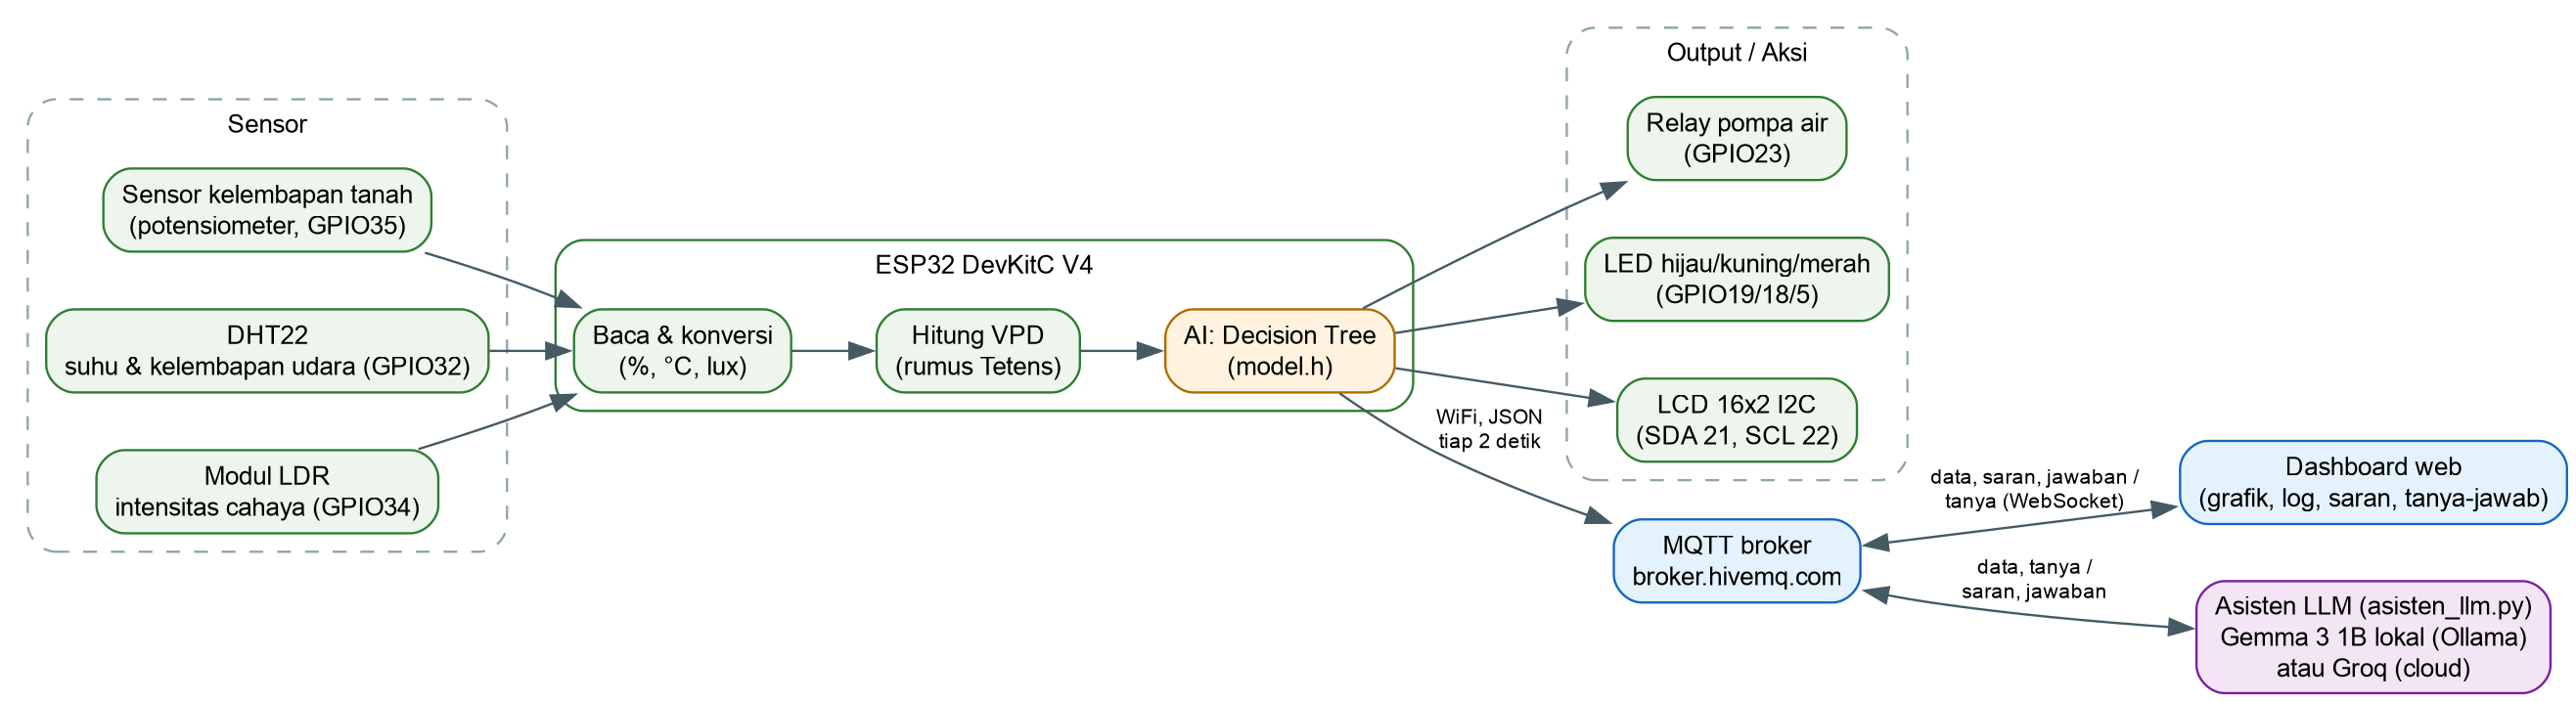 Sensor
Sensor kelembapan tanah
(potensiometer, GPIO35)
DHT22
suhu & kelembapan udara (GPIO32)
Modul LDR
intensitas cahaya (GPIO34)
ESP32 DevKitC V4
Baca & konversi
(%, °C, lux)
Hitung VPD
(rumus Tetens)
AI: Decision Tree
(model.h)
Output / Aksi
Relay pompa air
(GPIO23)
LED hijau/kuning/merah
(GPIO19/18/5)
LCD 16x2 I2C
(SDA 21, SCL 22)
WiFi, JSON
tiap 2 detik
MQTT broker
broker.hivemq.com
data, saran, jawaban /
tanya (WebSocket)
Dashboard web
(grafik, log, saran, tanya-jawab)
data, tanya /
saran, jawaban
Asisten LLM (asisten_llm.py)
Gemma 3 1B lokal (Ollama)
atau Groq (cloud)